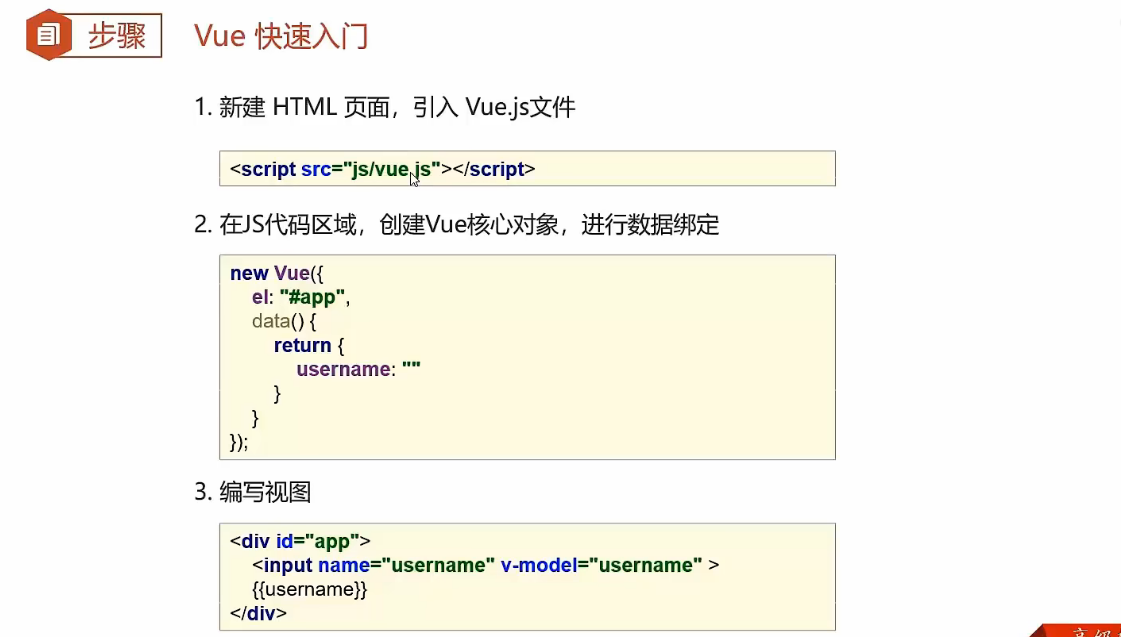 步骤
Vue 快速入门
1. 新建 HTML 页面，引入 Vue.js文件
<script src="js/vue.js"></script>
2. 在JS代码区域，创建Vue核心对象，进行数据绑定
new Vue({
el: "#app",
data() {
return {
username: ""
}
}
});
3. 编写视图
<div id="app">
<input name="username" v-model="username" >
{{username}}
</div>